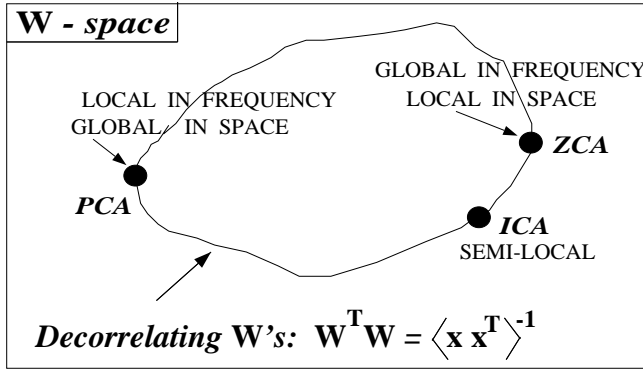 W - space
GLOBAL IN FREQUENCY
LOCAL IN SPACE
LOCAL IN FREQUENCY
GLOBAL IN SPACE
ZCA
PCA
ICA
SEMI-LOCAL
Decorrelating W's: W^T W = ⟨x x^T⟩^-1